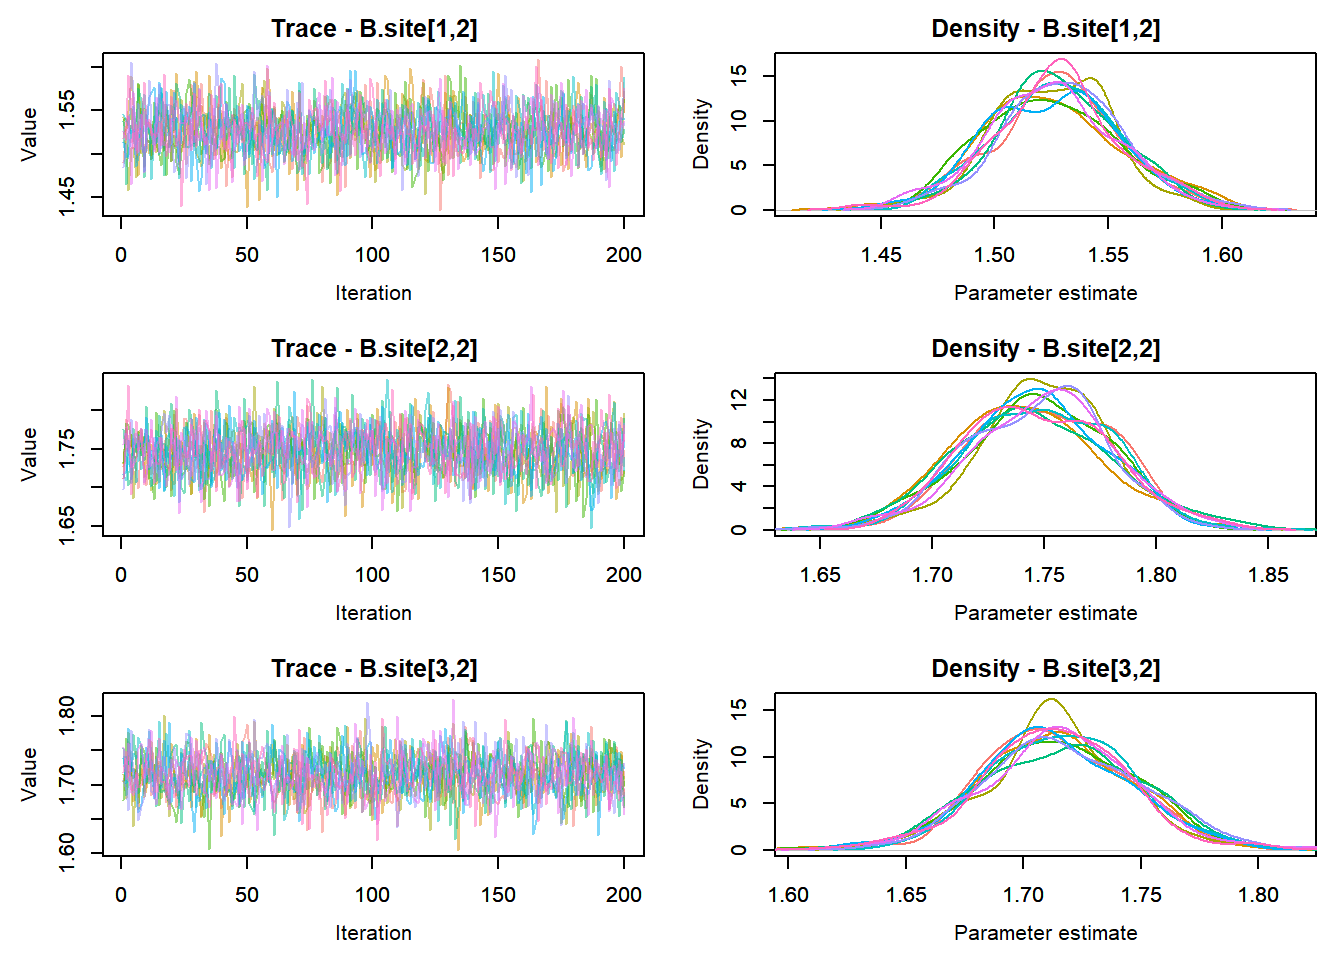 Trace - B.site[1,2]
Value
1.45 1.55
0 50 100 150 200
Iteration
Density - B.site[1,2]
Density
0 5 10 15
1.45 1.50 1.55 1.60
Parameter estimate
Trace - B.site[2,2]
Value
1.65 1.75
0 50 100 150 200
Iteration
Density - B.site[2,2]
Density
0 4 8 12
1.65 1.70 1.75 1.80 1.85
Parameter estimate
Trace - B.site[3,2]
Value
1.60 1.70 1.80
0 50 100 150 200
Iteration
Density - B.site[3,2]
Density
0 5 10 15
1.60 1.65 1.70 1.75 1.80
Parameter estimate